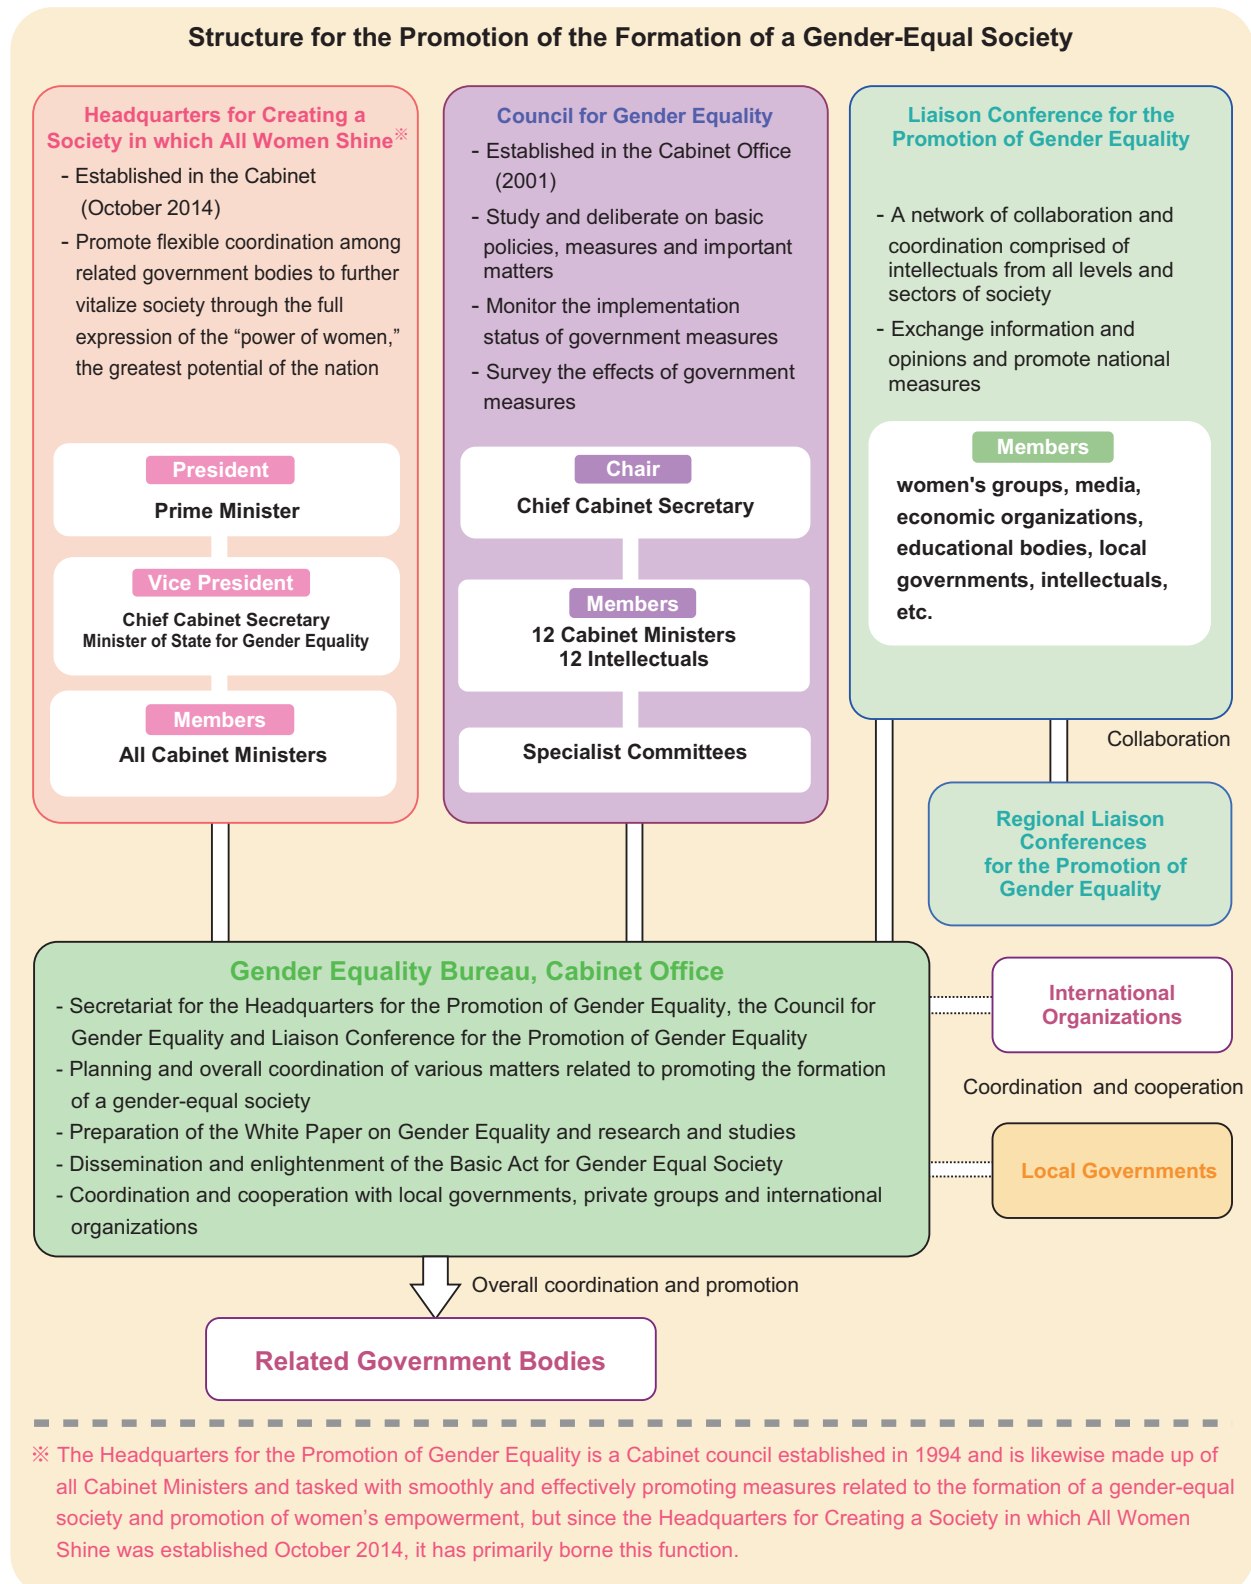 Structure for the Promotion of the Formation of a Gender-Equal Society
Headquarters for Creating a
Society in which All Women Shine※
- Established in the Cabinet
(October 2014)
- Promote flexible coordination among
related government bodies to further
vitalize society through the full
expression of the “power of women,”
the greatest potential of the nation
President
Prime Minister
Vice President
Chief Cabinet Secretary
Minister of State for Gender Equality
Members
All Cabinet Ministers
Council for Gender Equality
- Established in the Cabinet Office
(2001)
- Study and deliberate on basic
policies, measures and important
matters
- Monitor the implementation
status of government measures
- Survey the effects of government
measures
Chair
Chief Cabinet Secretary
Members
12 Cabinet Ministers
12 Intellectuals
Specialist Committees
Liaison Conference for the
Promotion of Gender Equality
- A network of collaboration and
coordination comprised of
intellectuals from all levels and
sectors of society
- Exchange information and
opinions and promote national
measures
Members
women's groups, media,
economic organizations,
educational bodies, local
governments, intellectuals,
etc.
Collaboration
Regional Liaison
Conferences
for the Promotion of
Gender Equality
Gender Equality Bureau, Cabinet Office
- Secretariat for the Headquarters for the Promotion of Gender Equality, the Council for
Gender Equality and Liaison Conference for the Promotion of Gender Equality
- Planning and overall coordination of various matters related to promoting the formation
of a gender-equal society
- Preparation of the White Paper on Gender Equality and research and studies
- Dissemination and enlightenment of the Basic Act for Gender Equal Society
- Coordination and cooperation with local governments, private groups and international
organizations
International
Organizations
Coordination and cooperation
Local Governments
Overall coordination and promotion
Related Government Bodies
※ The Headquarters for the Promotion of Gender Equality is a Cabinet council established in 1994 and is likewise made up of
all Cabinet Ministers and tasked with smoothly and effectively promoting measures related to the formation of a gender-equal
society and promotion of women’s empowerment, but since the Headquarters for Creating a Society in which All Women
Shine was established October 2014, it has primarily borne this function.